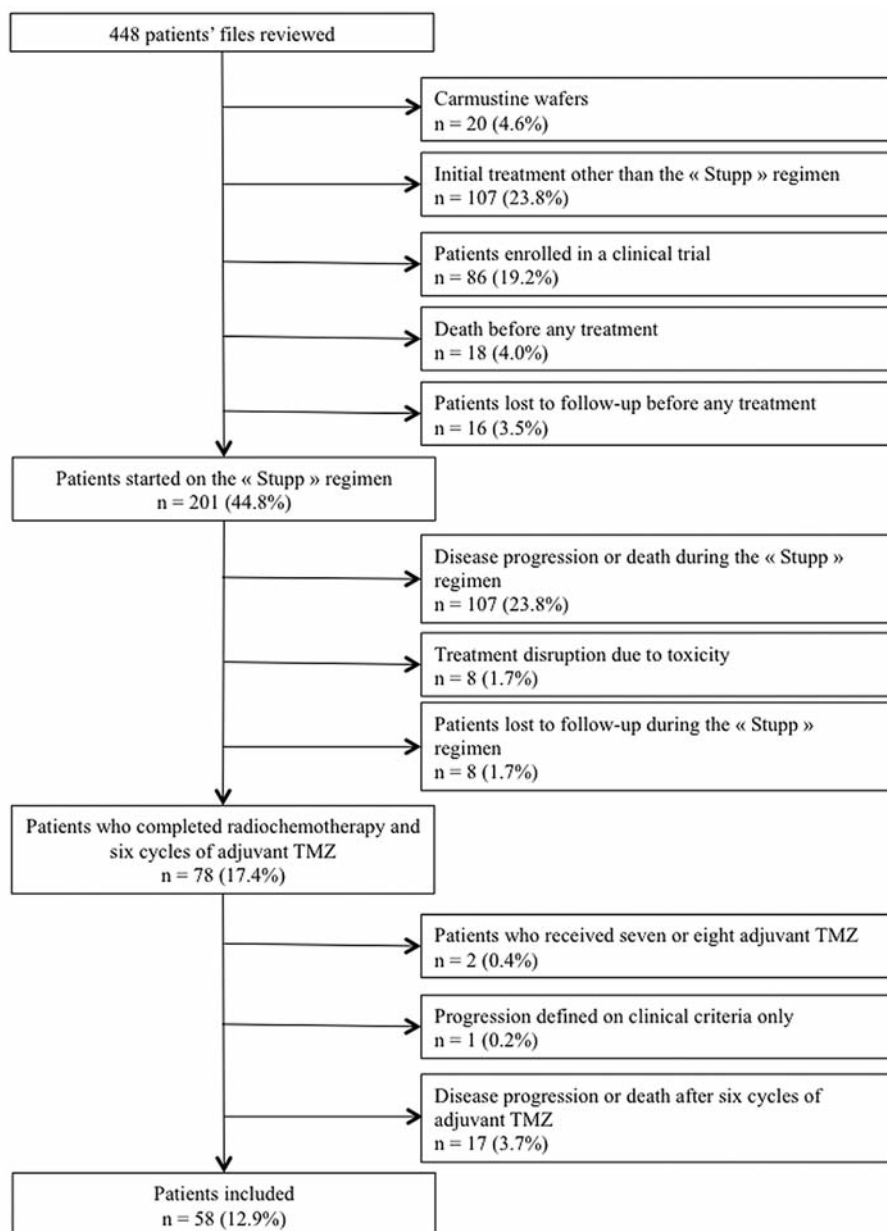 448 patients' files reviewed
Carmustine wafers
n = 20 (4.6%)
Initial treatment other than the « Stupp » regimen
n = 107 (23.8%)
Patients enrolled in a clinical trial
n = 86 (19.2%)
Death before any treatment
n = 18 (4.0%)
Patients lost to follow-up before any treatment
n = 16 (3.5%)
Patients started on the « Stupp » regimen
n = 201 (44.8%)
Disease progression or death during the « Stupp »
regimen
n = 107 (23.8%)
Treatment disruption due to toxicity
n = 8 (1.7%)
Patients lost to follow-up during the « Stupp »
regimen
n = 8 (1.7%)
Patients who completed radiochemotherapy and
six cycles of adjuvant TMZ
n = 78 (17.4%)
Patients who received seven or eight adjuvant TMZ
n = 2 (0.4%)
Progression defined on clinical criteria only
n = 1 (0.2%)
Disease progression or death after six cycles of
adjuvant TMZ
n = 17 (3.7%)
Patients included
n = 58 (12.9%)